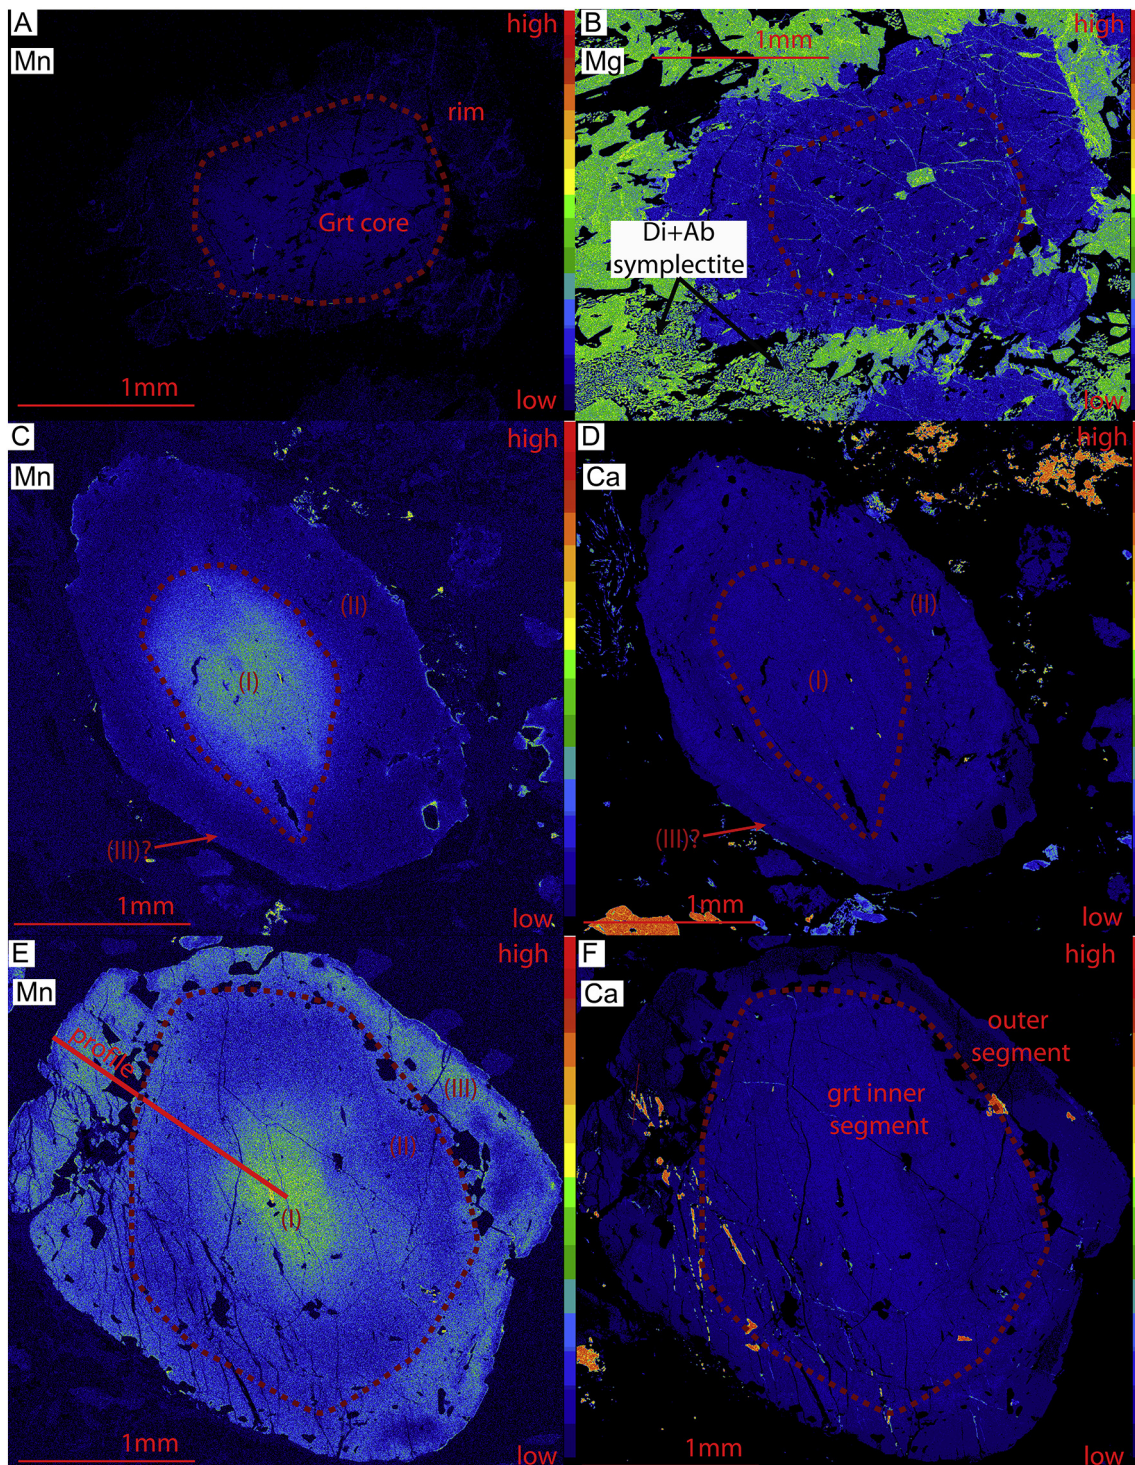 A
high
Mn
rim
Grt core
1mm
low
high
1mm
Mg
Di+Ab
symplectite
low
C
high
Mn
(II)
(I)
(III)?
1mm
low
D
high
Ca
(II)
(I)
(III)?
1mm
low
E
high
Mn
profile
(III)
(II)
(I)
1mm
low
F
high
Ca
outer
segment
grt inner
segment
1mm
low
B